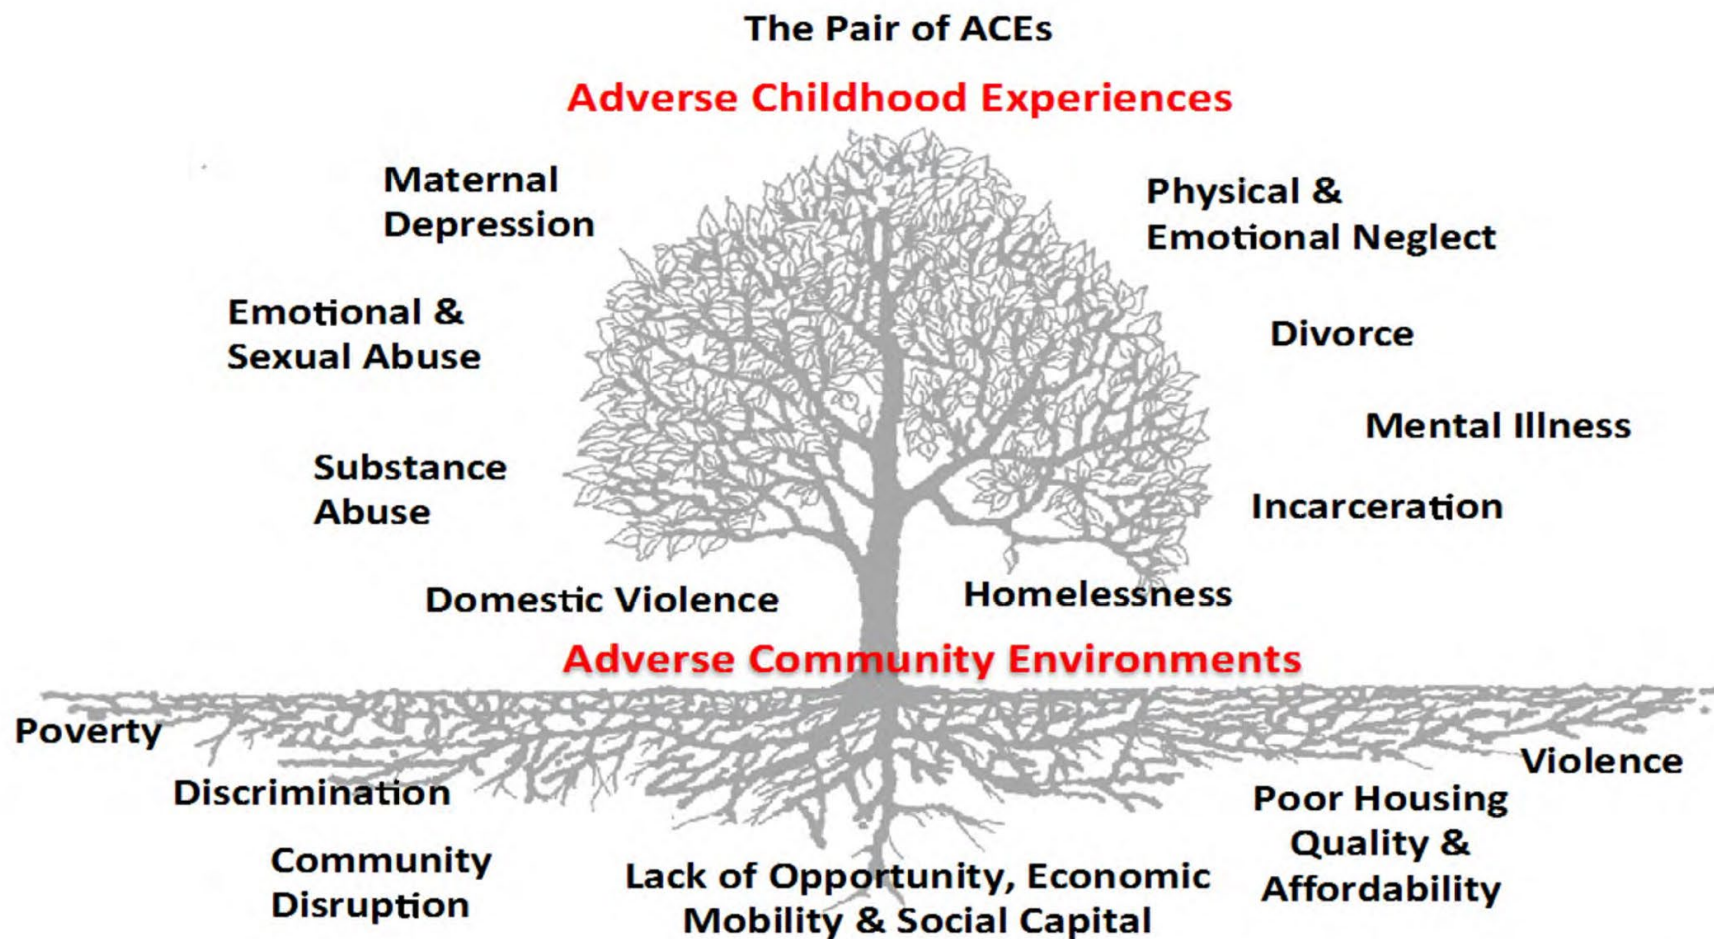 The Pair of ACEs
Adverse Childhood Experiences
Maternal
Depression
Physical &
Emotional Neglect
Emotional &
Sexual Abuse
Divorce
Mental Illness
Substance
Abuse
Incarceration
Domestic Violence
Homelessness
Adverse Community Environments
Poverty
Violence
Discrimination
Poor Housing
Quality &
Affordability
Community
Disruption
Lack of Opportunity, Economic
Mobility & Social Capital